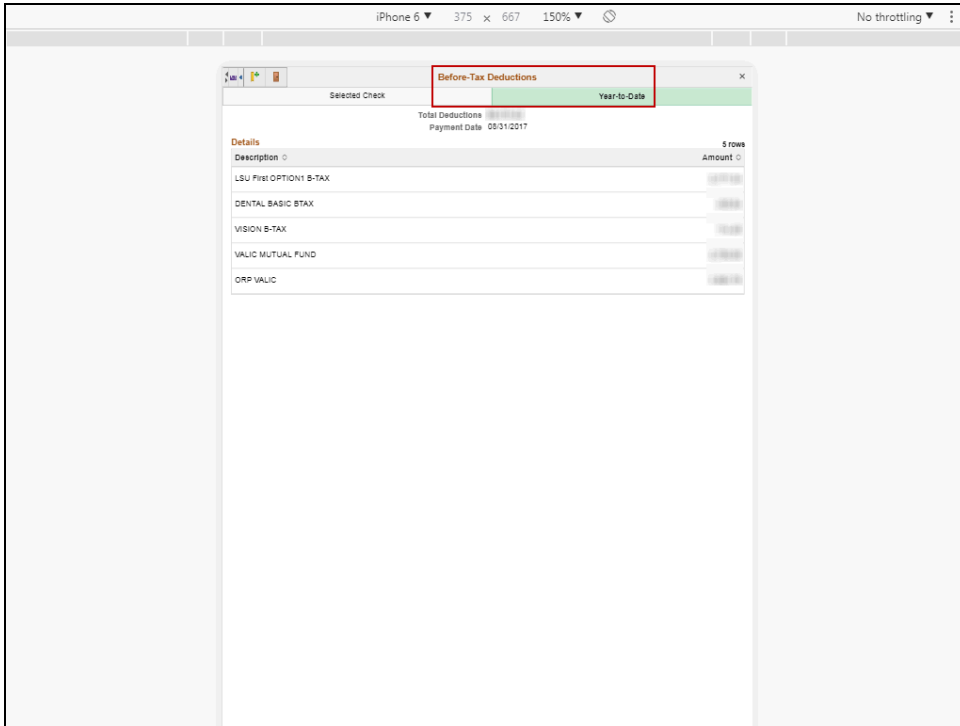 iPhone 6 ▼ 375 × 667 150% ▼ No throttling ▼
Before-Tax Deductions ×
Selected Check Year-to-Date
Total Deductions
Payment Date 08/31/2017
Details 5 rows
Description Amount
LSU First OPTION1 B-TAX
DENTAL BASIC BTAX
VISION B-TAX
VALIC MUTUAL FUND
ORP VALIC